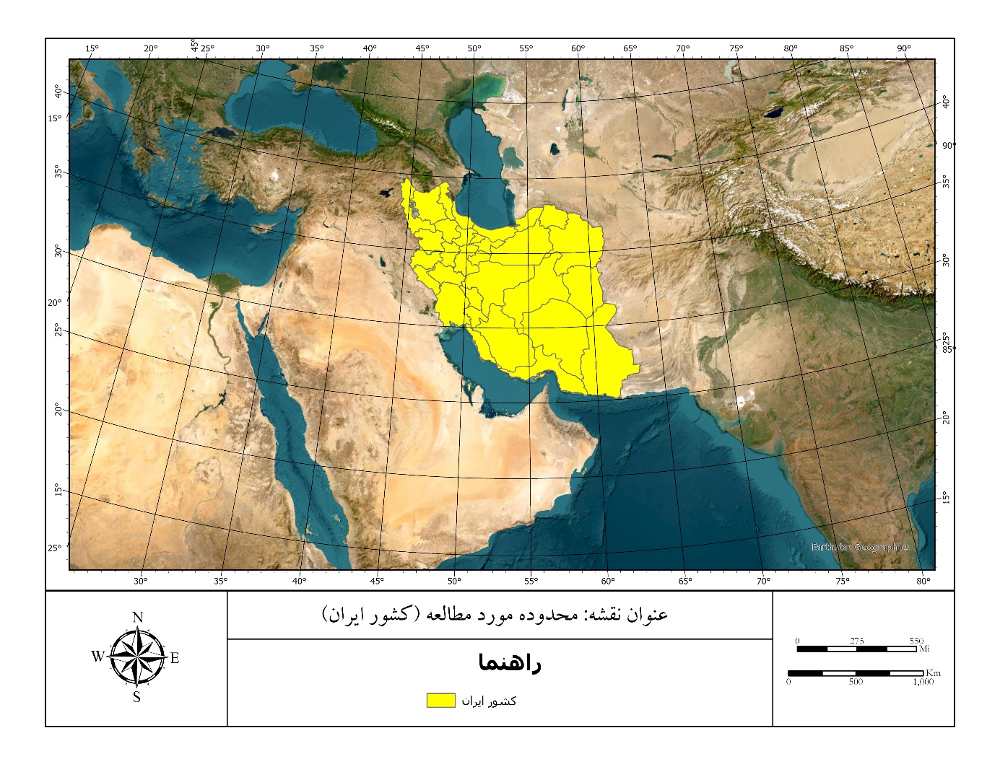 15° 20° 45° 25° 30° 35° 40° 45° 50° 55° 60° 65° 70° 75° 80° 85° 90°
40° 40°
15°
90°
35° 35°
30° 30°
20°
25° 25°
85°
20° 20°
15° 15°
25°
Earthstar Geographics
30° 35° 40° 45° 50° 55° 60° 65° 70° 75° 80°
عنوان نقشه: محدوده مورد مطالعه (کشور ایران)
راهنما
کشور ایران
N
W E
S
0 275 550
Mi
Km
0 500 1,000